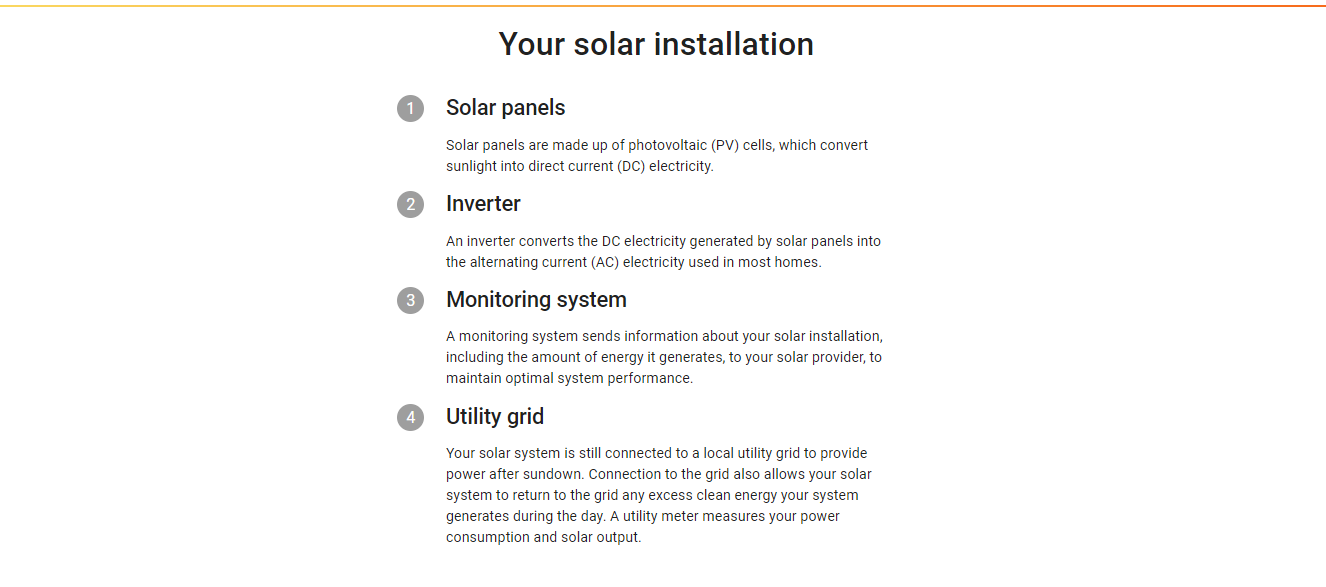 Your solar installation
1
Solar panels
Solar panels are made up of photovoltaic (PV) cells, which convert
sunlight into direct current (DC) electricity.
2
Inverter
An inverter converts the DC electricity generated by solar panels into
the alternating current (AC) electricity used in most homes.
3
Monitoring system
A monitoring system sends information about your solar installation,
including the amount of energy it generates, to your solar provider, to
maintain optimal system performance.
4
Utility grid
Your solar system is still connected to a local utility grid to provide
power after sundown. Connection to the grid also allows your solar
system to return to the grid any excess clean energy your system
generates during the day. A utility meter measures your power
consumption and solar output.